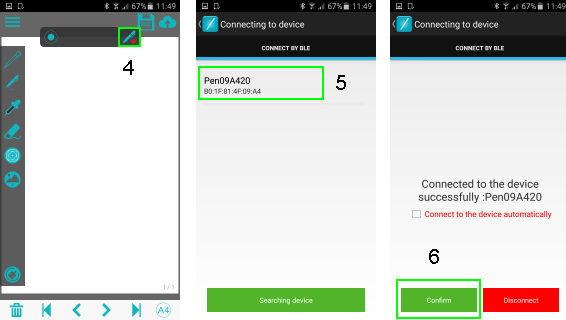 67% 11:49
4
1/1
A4
67% 11:49
Connecting to device
CONNECT BY BLE
Pen09A420
B0:1F:81:4F:09:A4
5
Searching device
67% 11:49
Connecting to device
CONNECT BY BLE
Connected to the device
successfully :Pen09A420
Connect to the device automatically
6
Confirm
Disconnect